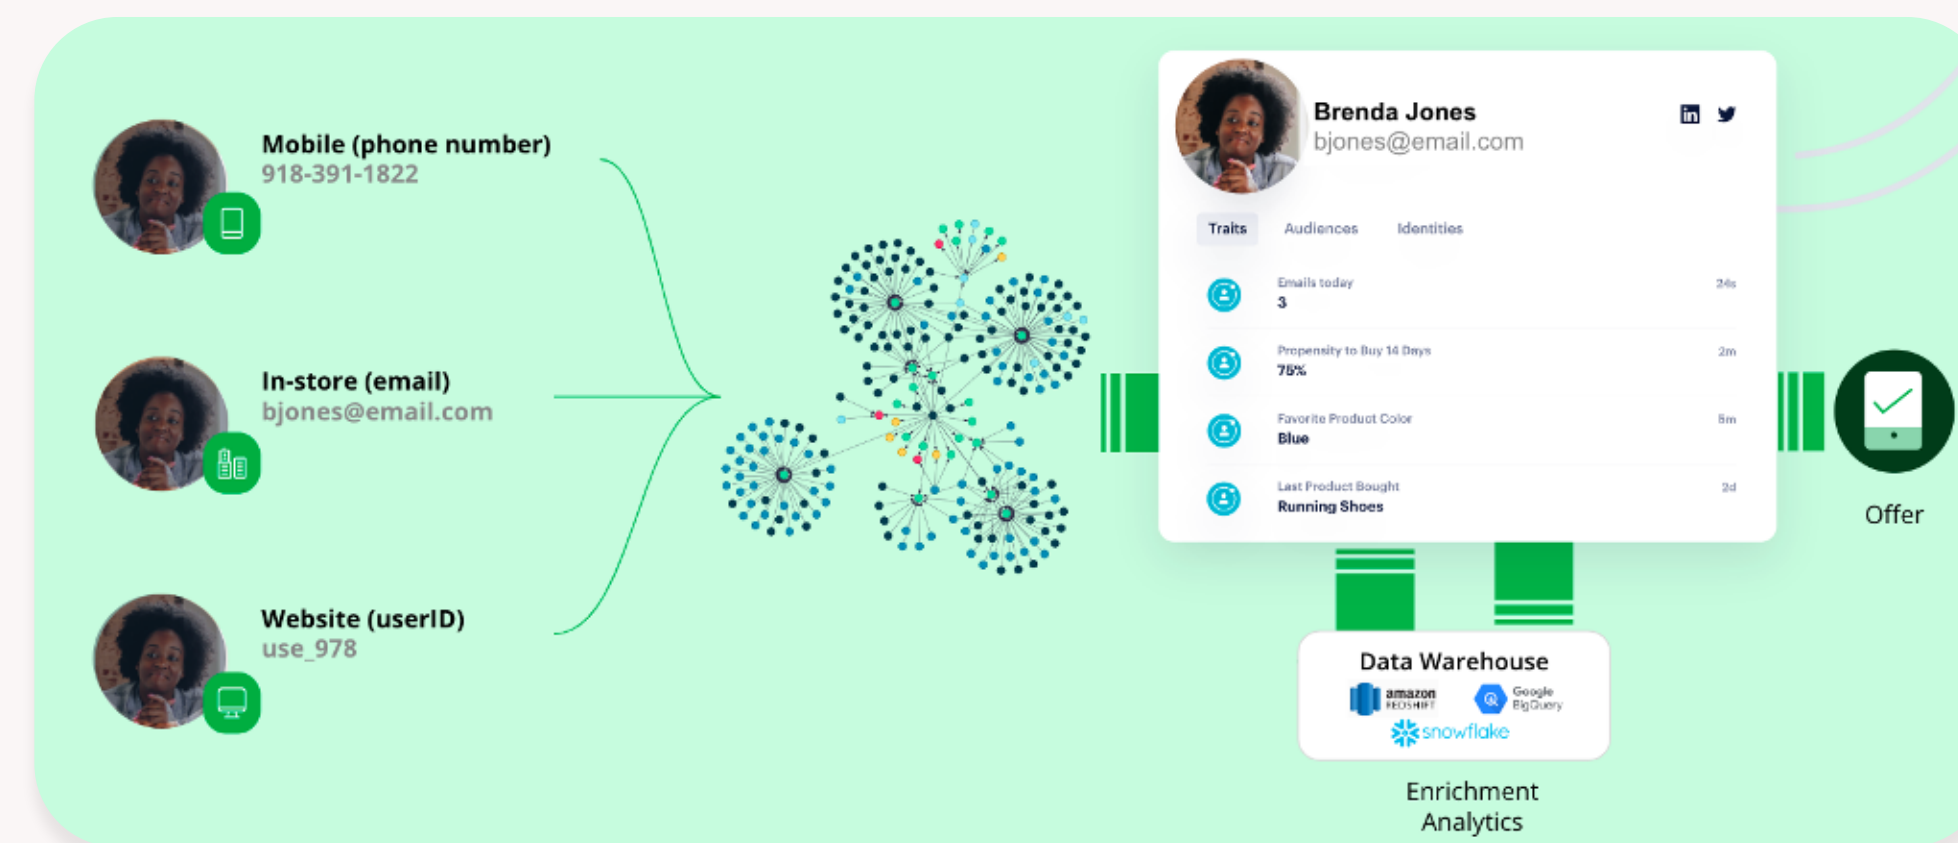 Mobile (phone number)
918-391-1822
In-store (email)
bjones@email.com
Website (userID)
use_978
Brenda Jones
bjones@email.com
Traits Audiences Identities
Emails today 24s
3
Propensity to Buy 14 Days 2m
75%
Favorite Product Color 5m
Blue
Last Product Bought 2d
Running Shoes
Offer
Data Warehouse
amazon
REDSHIFT
Google
BigQuery
snowflake
Enrichment
Analytics